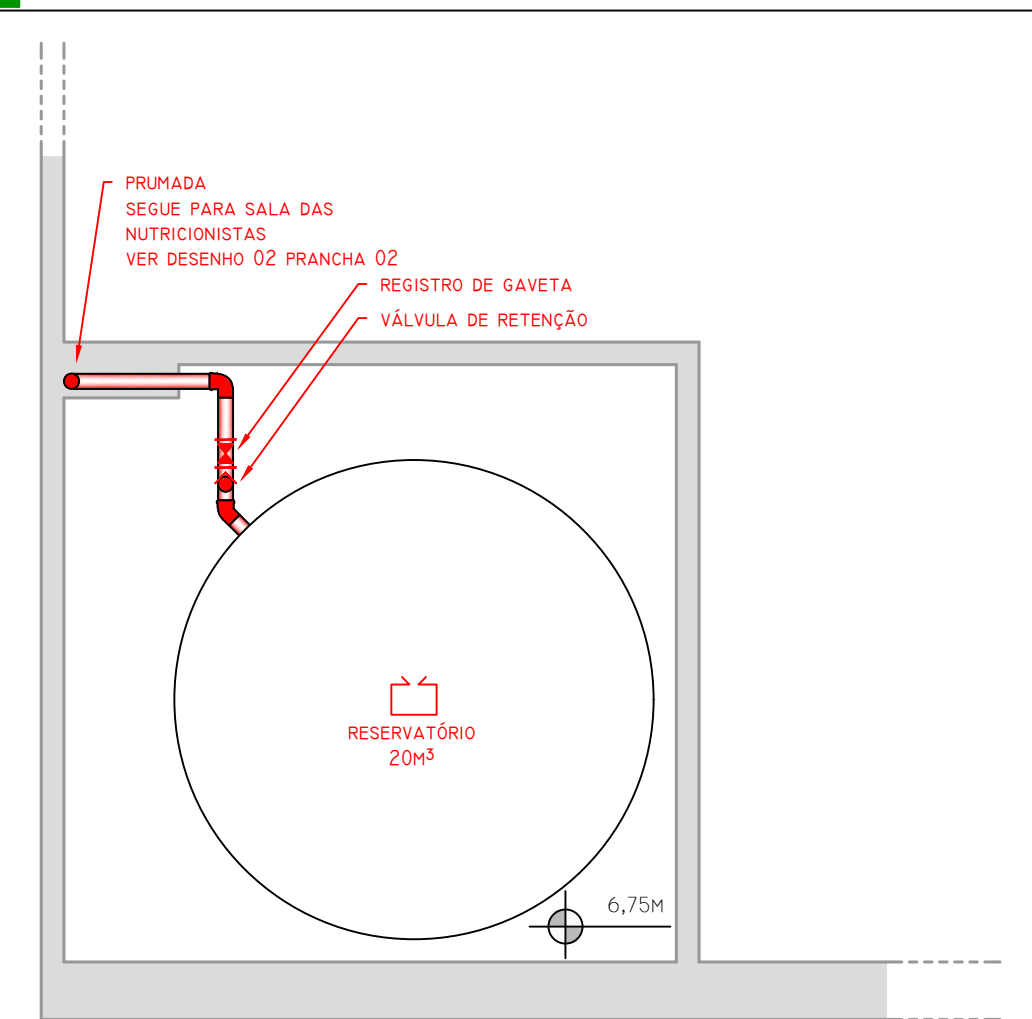 PRUMADA
SEGUE PARA SALA DAS
NUTRICIONISTAS
VER DESENHO 02 PRANCHA 02
REGISTRO DE GAVETA
VÁLVULA DE RETENÇÃO
RESERVATÓRIO
20M³
6,75M